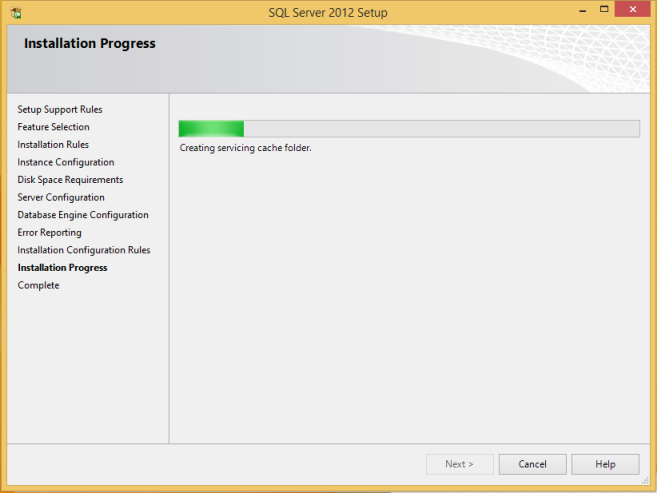 SQL Server 2012 Setup
Installation Progress
Setup Support Rules
Feature Selection
Installation Rules
Instance Configuration
Disk Space Requirements
Server Configuration
Database Engine Configuration
Error Reporting
Installation Configuration Rules
Installation Progress
Complete
Creating servicing cache folder.
Next >
Cancel
Help